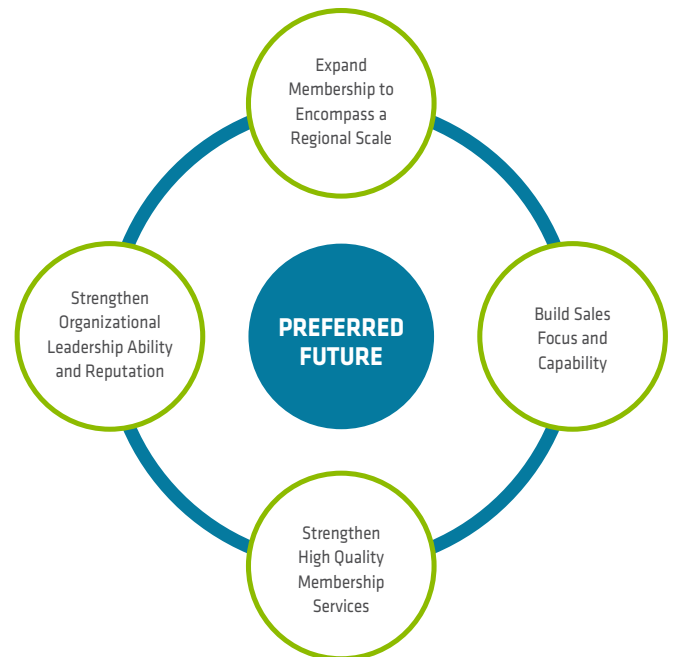 Expand
Membership to
Encompass a
Regional Scale
Strengthen
Organizational
Leadership Ability
and Reputation
PREFERRED
FUTURE
Build Sales
Focus and
Capability
Strengthen
High Quality
Membership
Services